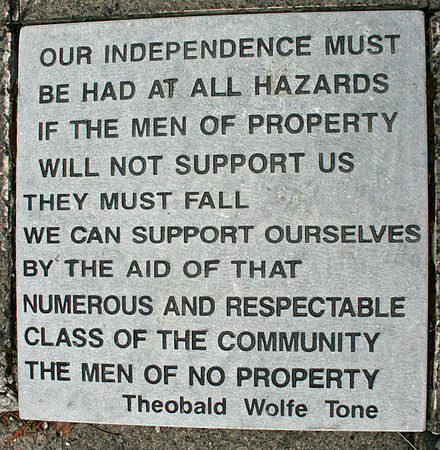 OUR INDEPENDENCE MUST
BE HAD AT ALL HAZARDS
IF THE MEN OF PROPERTY
WILL NOT SUPPORT US
THEY MUST FALL
WE CAN SUPPORT OURSELVES
BY THE AID OF THAT
NUMEROUS AND RESPECTABLE
CLASS OF THE COMMUNITY
THE MEN OF NO PROPERTY
Theobald Wolfe Tone